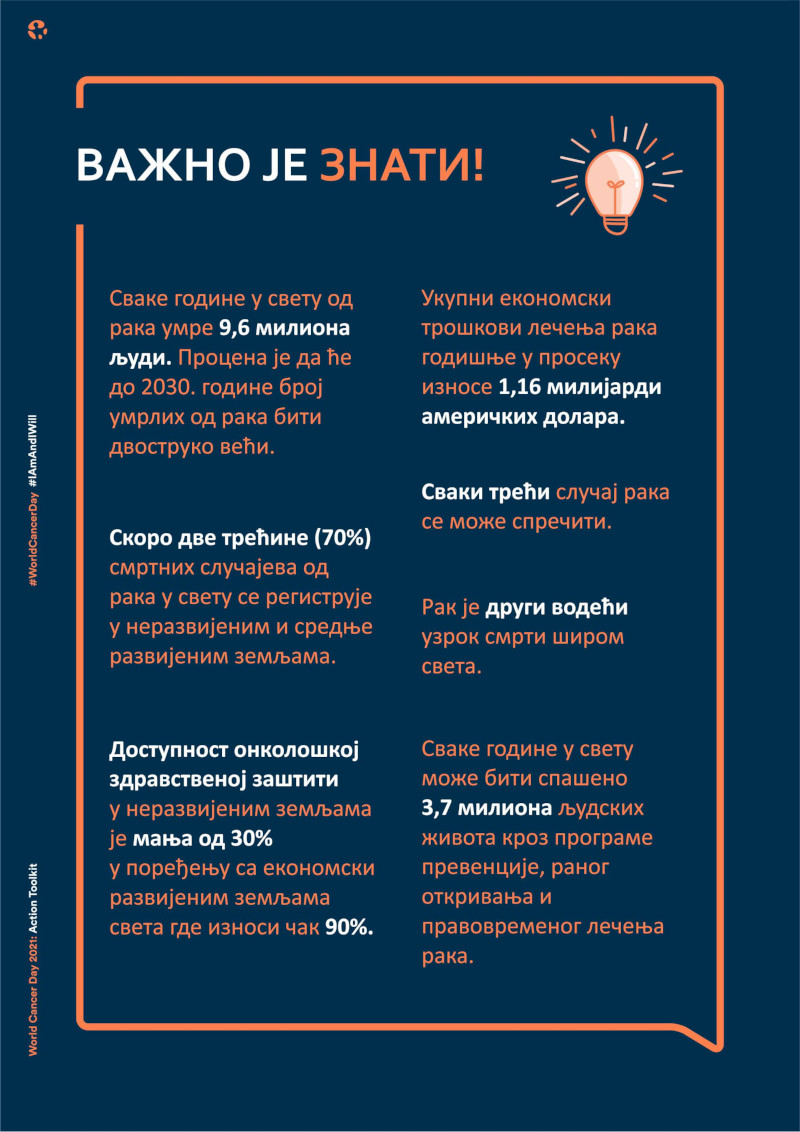 ВАЖНО ЈЕ ЗНАТИ!
Сваке године у свету од
рака умре 9,6 милиона
људи. Процена је да ће
до 2030. године број
умрлих од рака бити
двоструко већи.
Скоро две трећине (70%)
смртних случајева од
рака у свету се региструје
у неразвијеним и средње
развијеним земљама.
Доступност онколошкој
здравственој заштити
у неразвијеним земљама
је мања од 30%
у поређењу са економски
развијеним земљама
света где износи чак 90%.
Укупни економски
трошкови лечења рака
годишње у просеку
износе 1,16 милијарди
америчких долара.
Сваки трећи случај рака
се може спречити.
Рак је други водећи
узрок смрти широм
света.
Сваке године у свету
може бити спашено
3,7 милиона људских
живота кроз програме
превенције, раног
откривања и
правовременог лечења
рака.
#WorldCancerDay #IAmAndIWill
World Cancer Day 2021: Action Toolkit